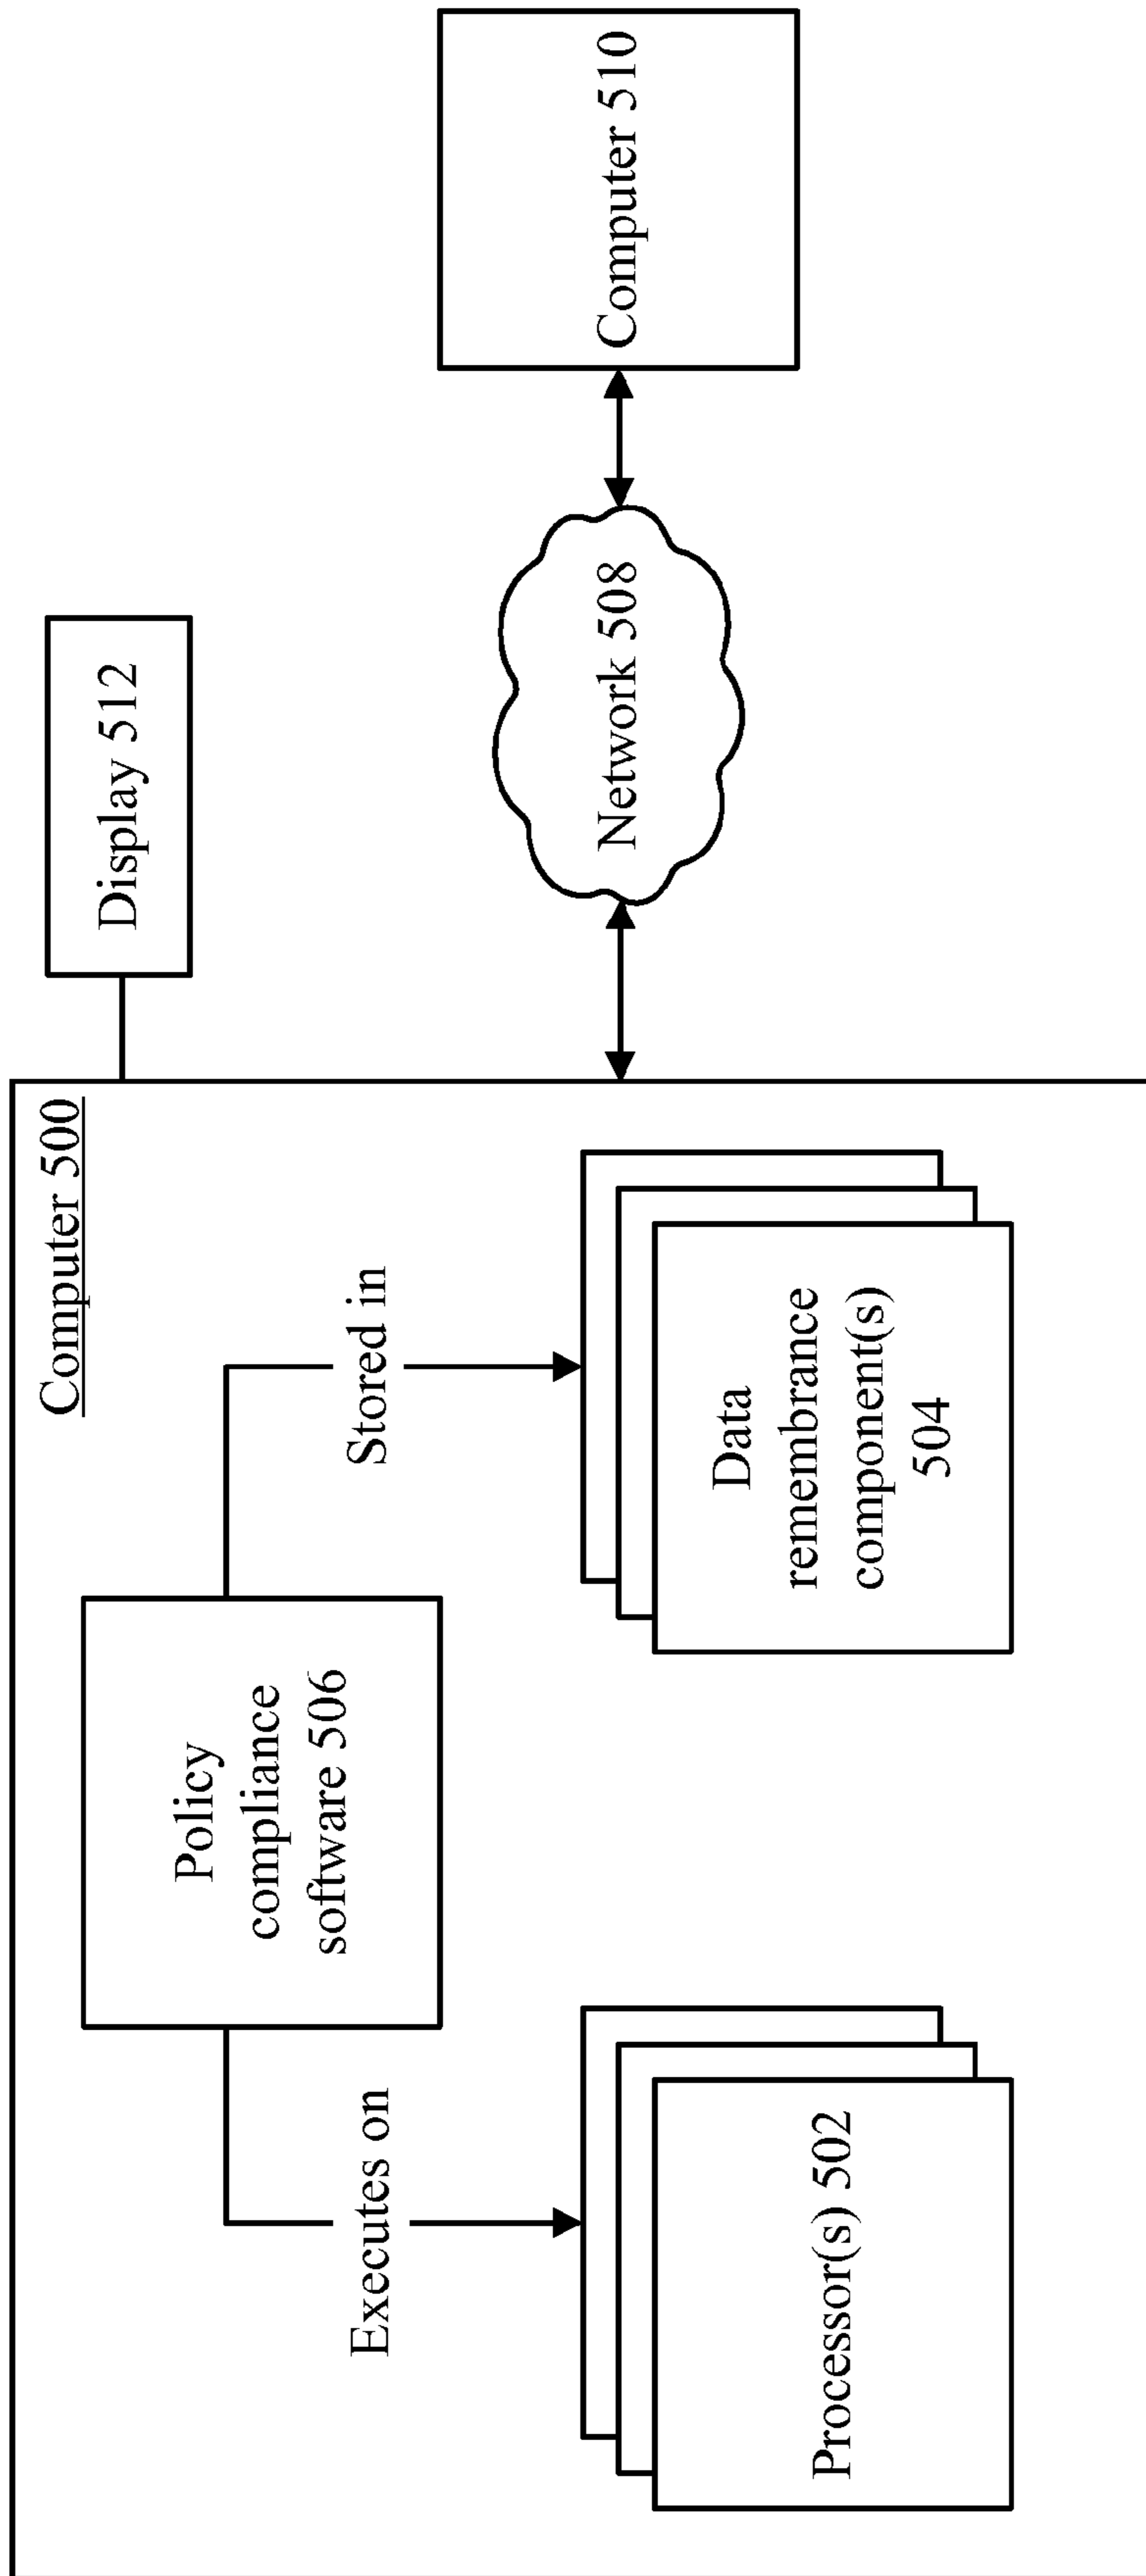 Computer 500
Policy
compliance
software 506
Executes on
Stored in
Processor(s) 502
Data
remembrance
component(s)
504
Display 512
Network 508
Computer 510